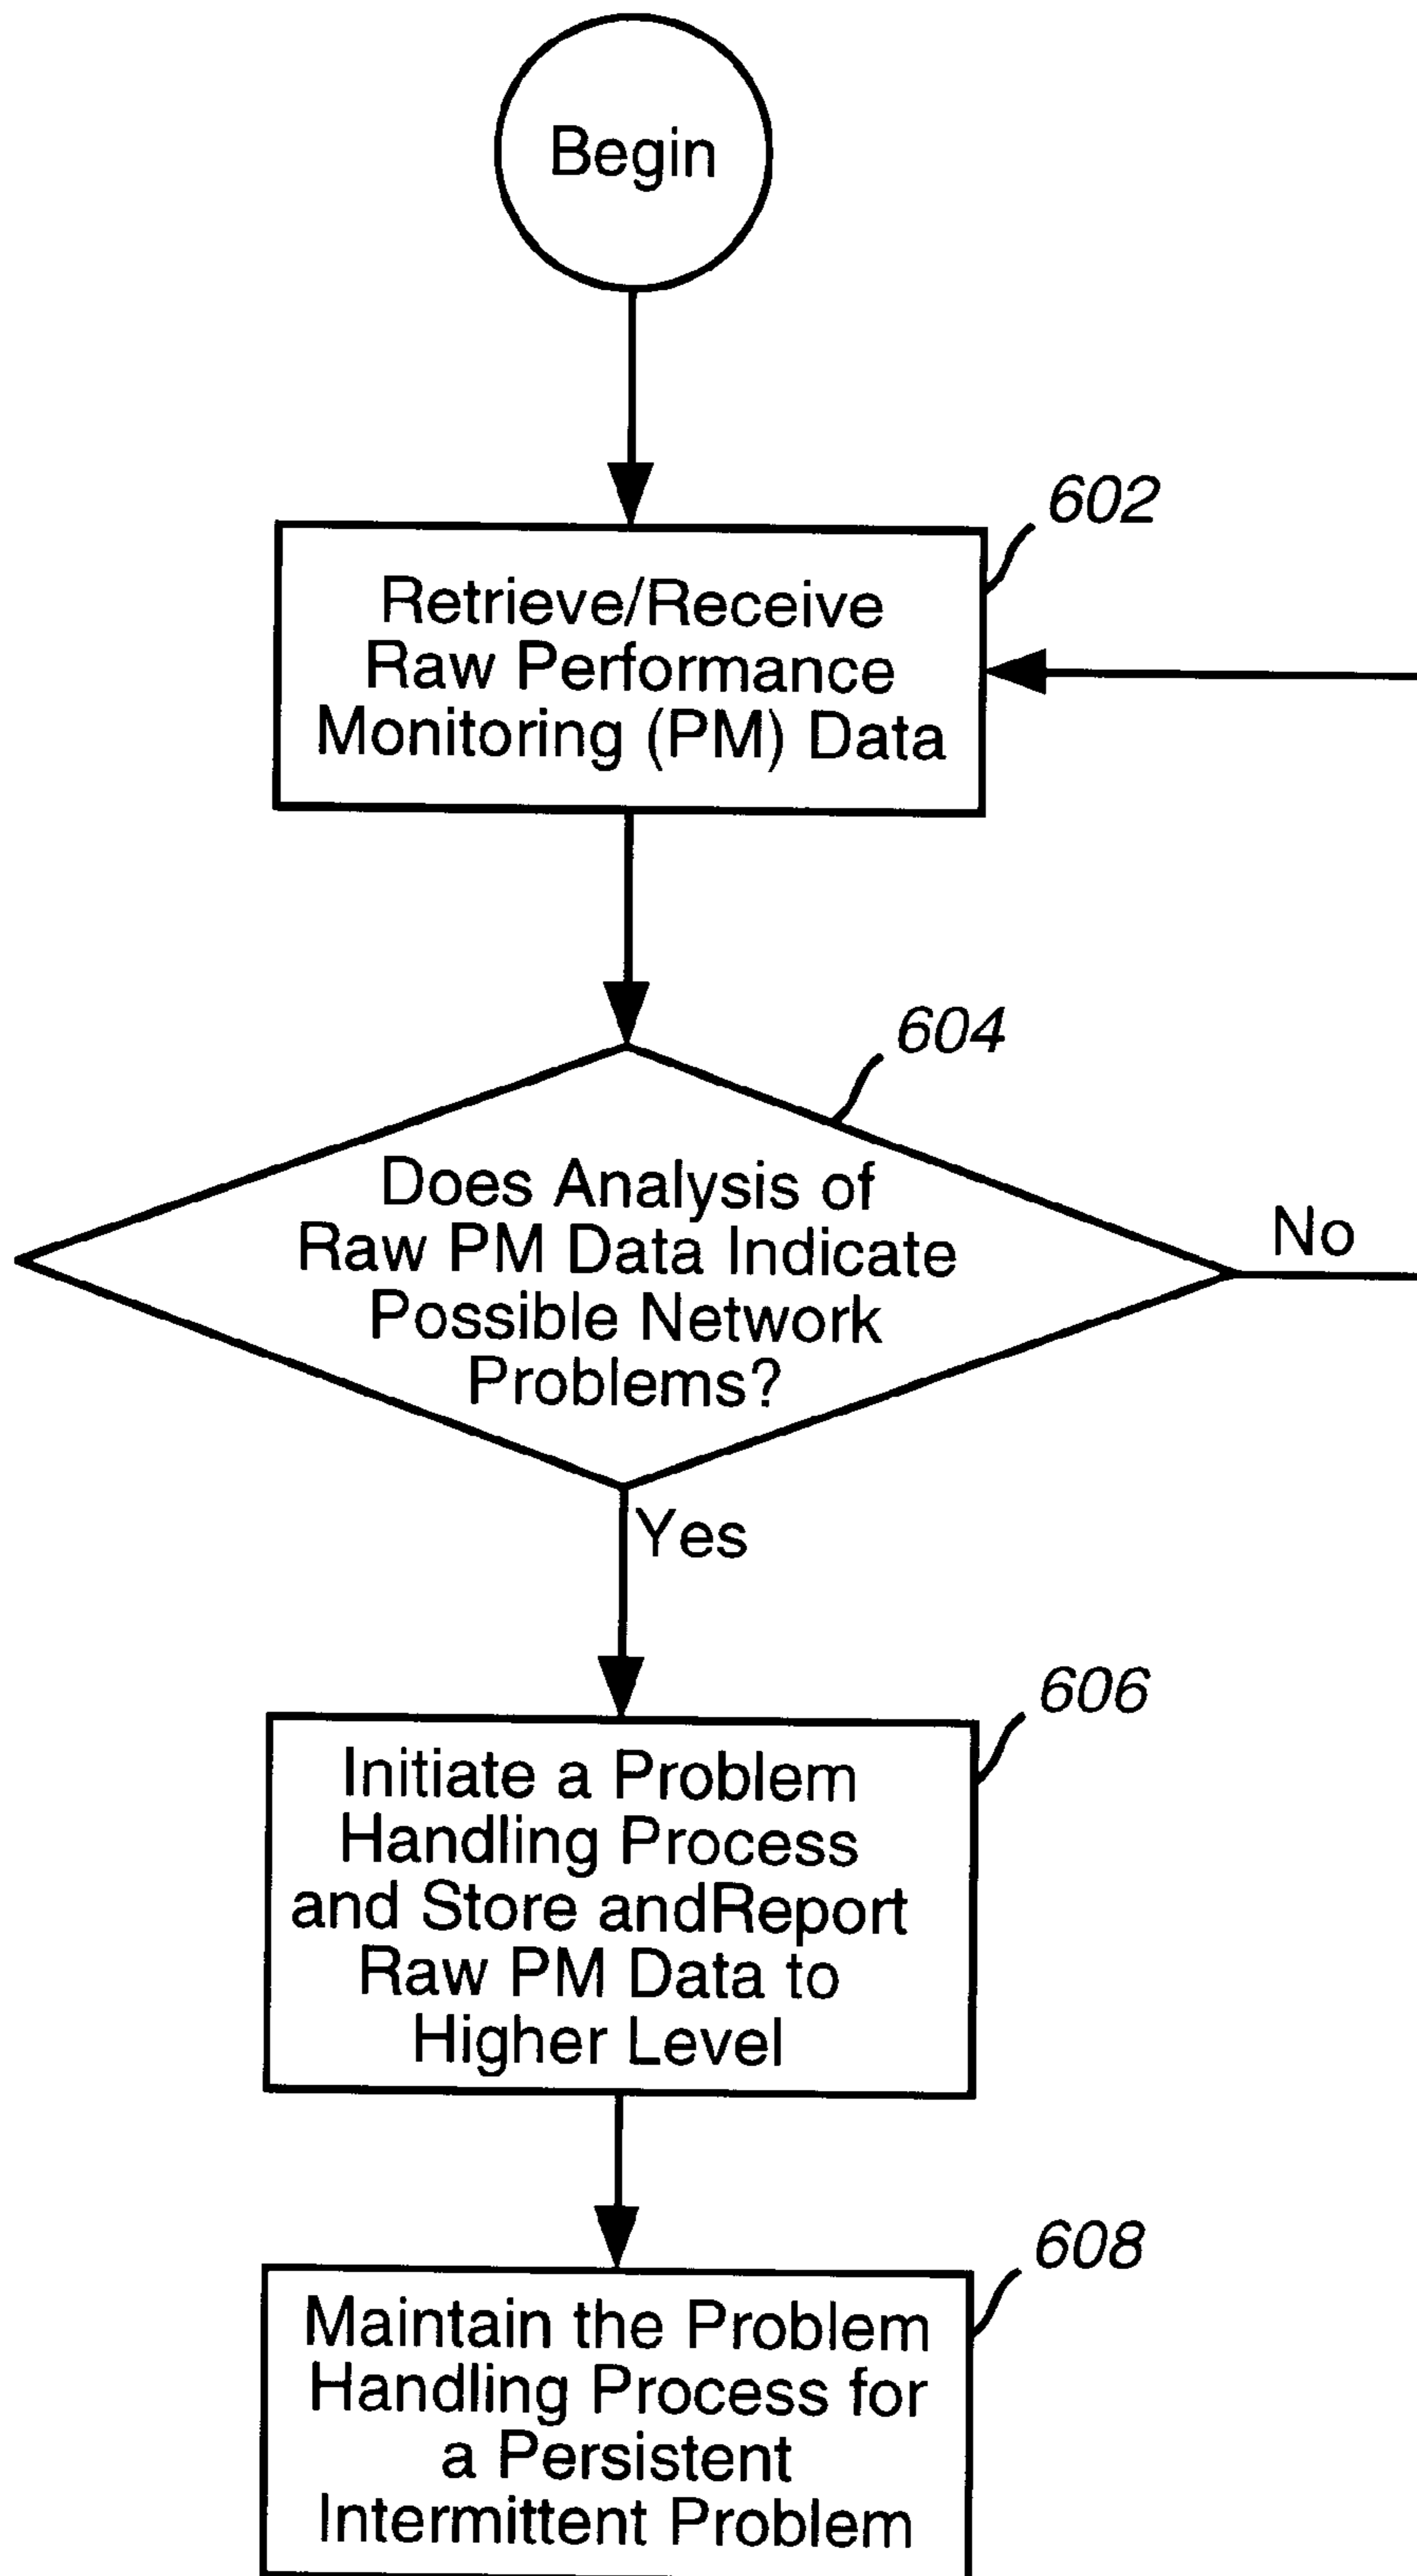 Begin
602
Retrieve/Receive
Raw Performance
Monitoring (PM) Data
604
Does Analysis of
Raw PM Data Indicate
Possible Network
Problems?
No
Yes
606
Initiate a Problem
Handling Process
and Store andReport
Raw PM Data to
Higher Level
608
Maintain the Problem
Handling Process for
a Persistent
Intermittent Problem